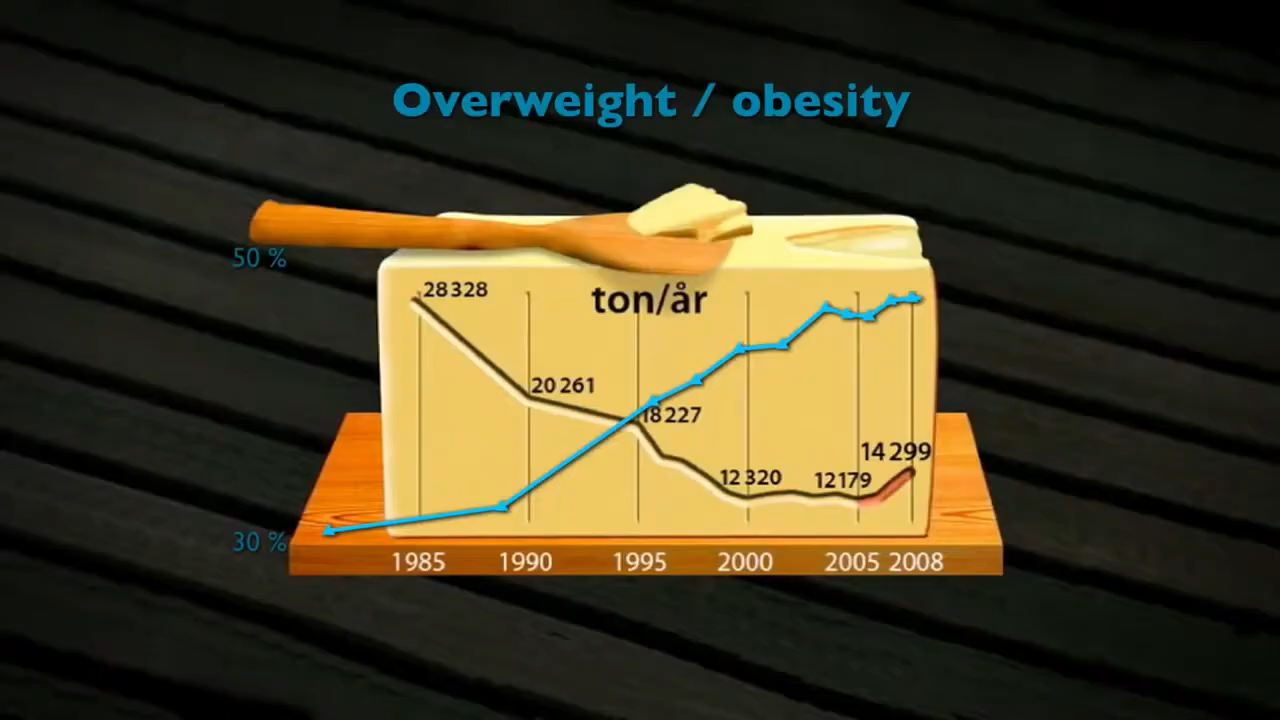 Overweight / obesity
50 %
28 328
ton/år
20 261
18 227
14 299
12 320
12 179
30 %
1985 1990 1995 2000 2005 2008